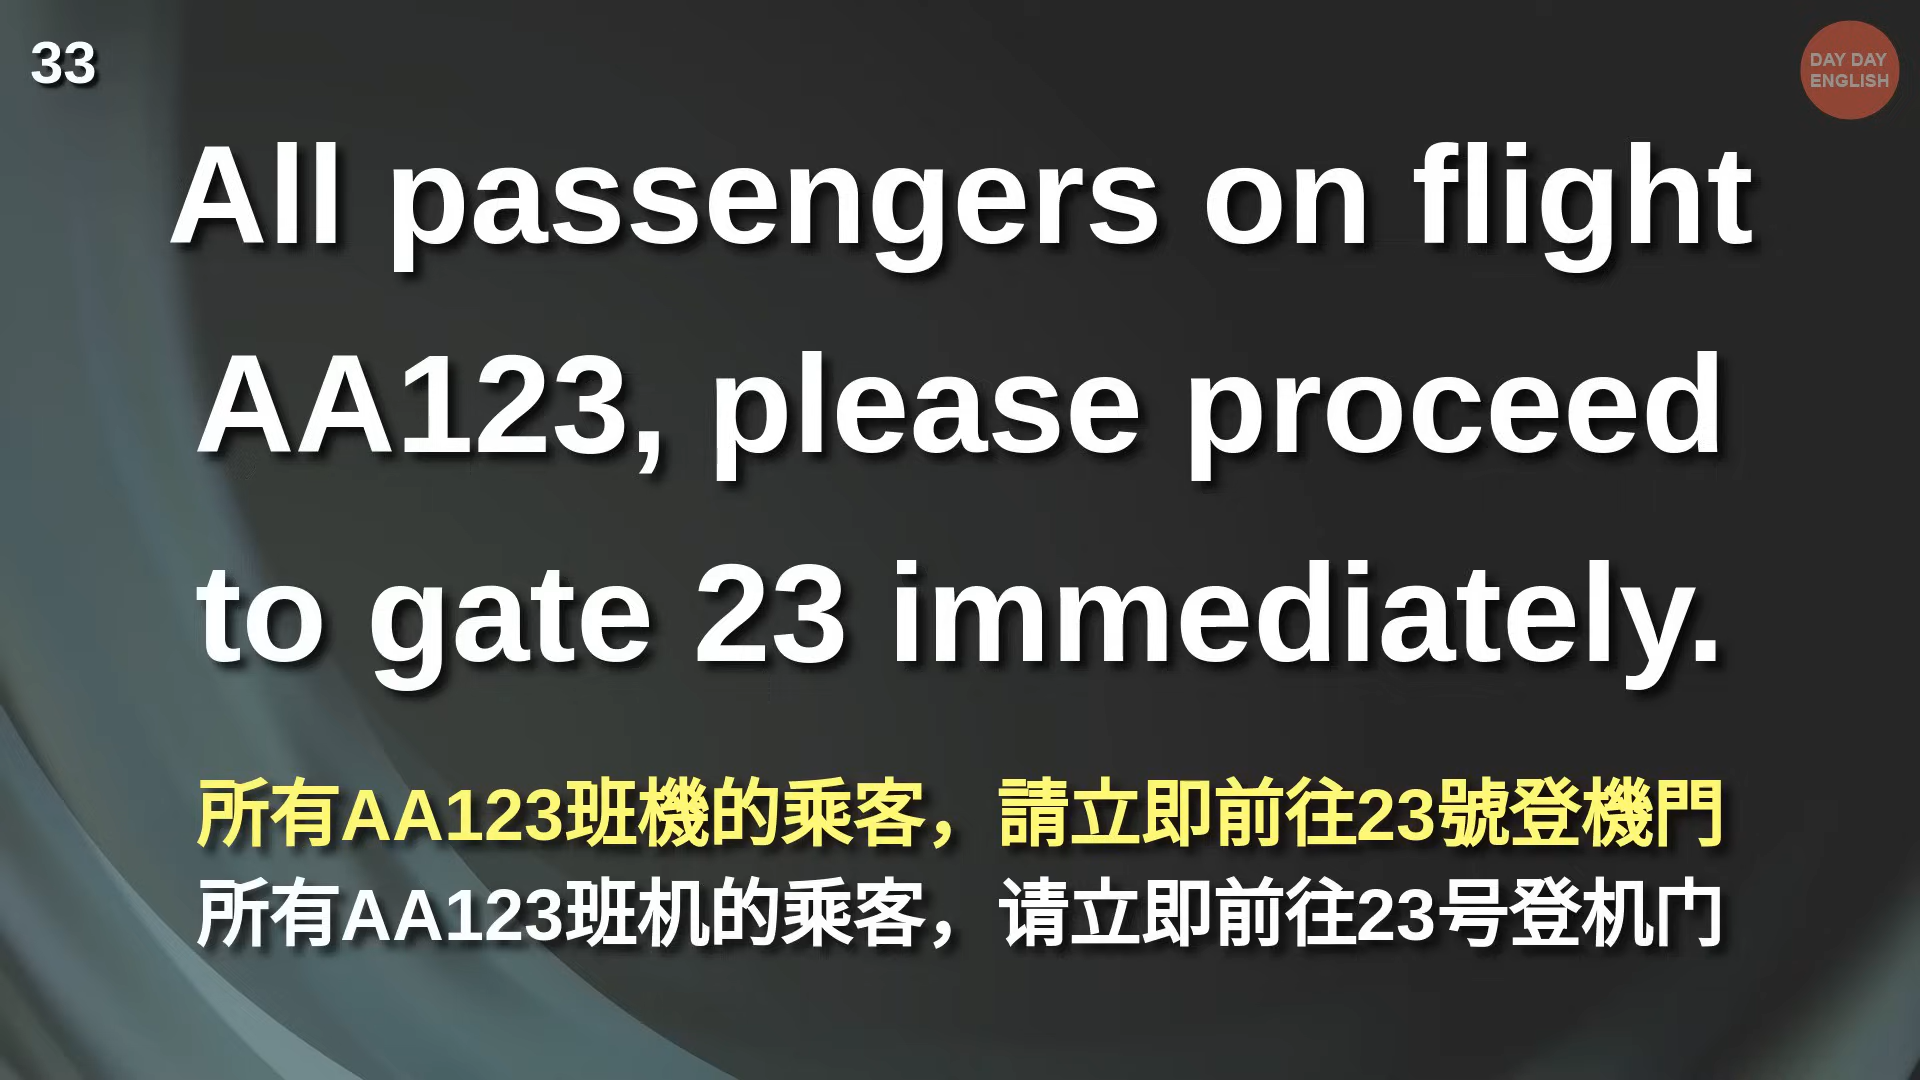 33
DAY DAY
ENGLISH
All passengers on flight
AA123, please proceed
to gate 23 immediately.
所有AA123班機的乘客，請立即前往23號登機門
所有AA123班机的乘客，请立即前往23号登机门